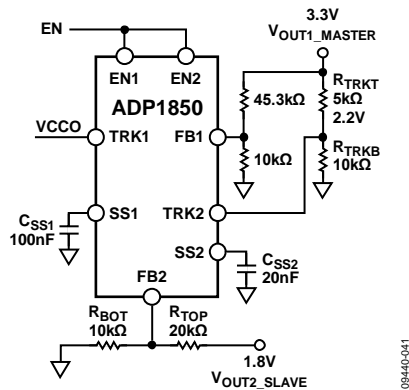 3.3V
VOUT1_MASTER
EN
EN1
EN2
ADP1850
45.3kΩ
RTRKT
5kΩ
2.2V
VCCO
TRK1
FB1
10kΩ
RTRKB
10kΩ
TRK2
CSS1
100nF
SS1
SS2
CSS2
20nF
FB2
RBOT
10kΩ
RTOP
20kΩ
1.8V
VOUT2_SLAVE
09440-041